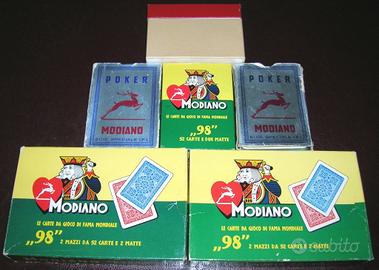 POKER
MODIANO
MODIANO
„98"
LE CARTE DA GIOCO DI FAMA MONDIALE
52 CARTE E DUE MATTE
POKER
MODIANO
MODIANO
LE CARTE DA GIOCO DI FAMA MONDIALE
„98"
2 MAZZI DA 52 CARTE E 2 MATTE
MODIANO
LE CARTE DA GIOCO DI FAMA MONDIALE
„98"
2 MAZZI DA 52 CARTE E 2 MATTE
subito